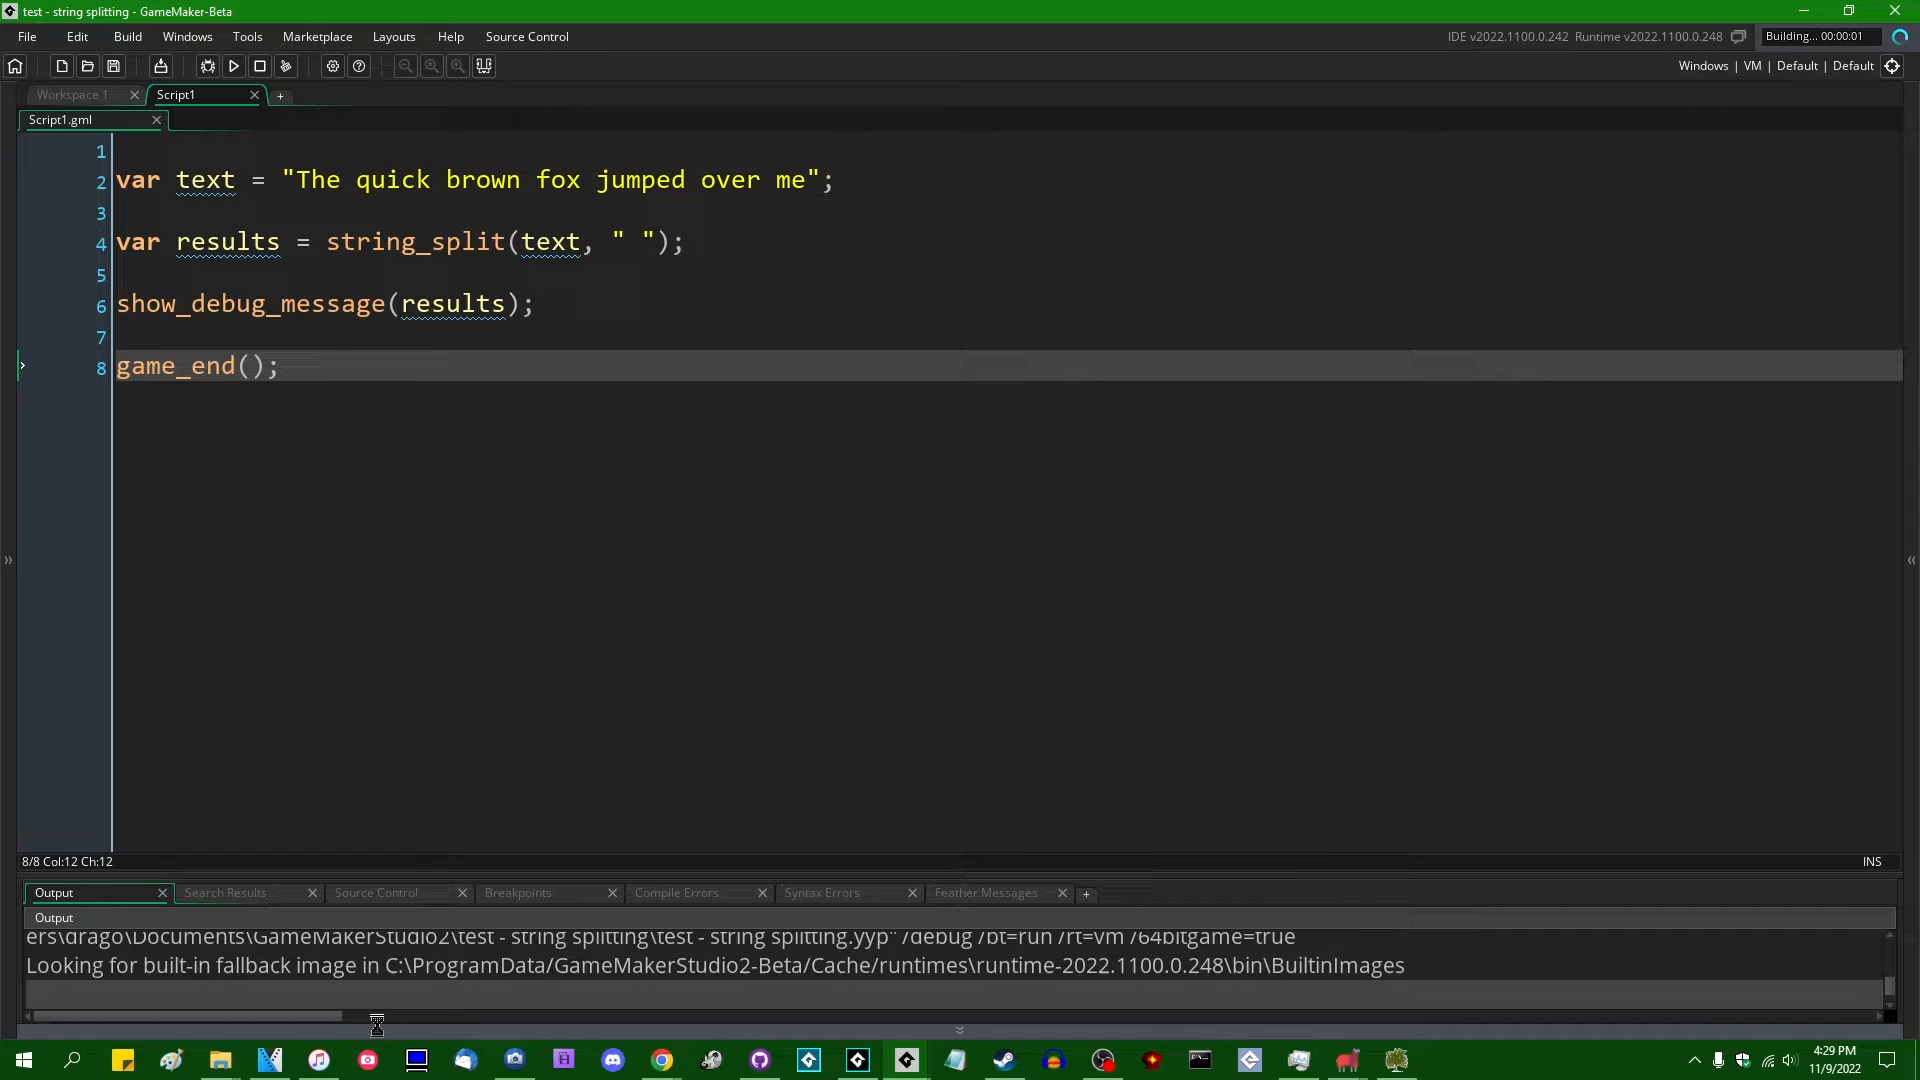 test - string splitting - GameMaker-Beta
File Edit Build Windows Tools Marketplace Layouts Help Source Control
IDE v2022.1100.0.242 Runtime v2022.1100.0.248
Building... 00:00:01
Windows | VM | Default | Default
Workspace 1
Script1
Script1.gml
1
2 var text = "The quick brown fox jumped over me";
3
4 var results = string_split(text, " ");
5
6 show_debug_message(results);
7
8 game_end();
8/8 Col:12 Ch:12
INS
Output Search Results Source Control Breakpoints Compile Errors Syntax Errors Feather Messages
Output
ers\drago\Documents\GameMakerStudio2\test - string splitting\test - string splitting.yyp" /debug /bt=run /rt=vm /64bitgame=true
Looking for built-in fallback image in C:\ProgramData/GameMakerStudio2-Beta/Cache/runtimes\runtime-2022.1100.0.248\bin\BuiltinImages
4:29 PM
11/9/2022